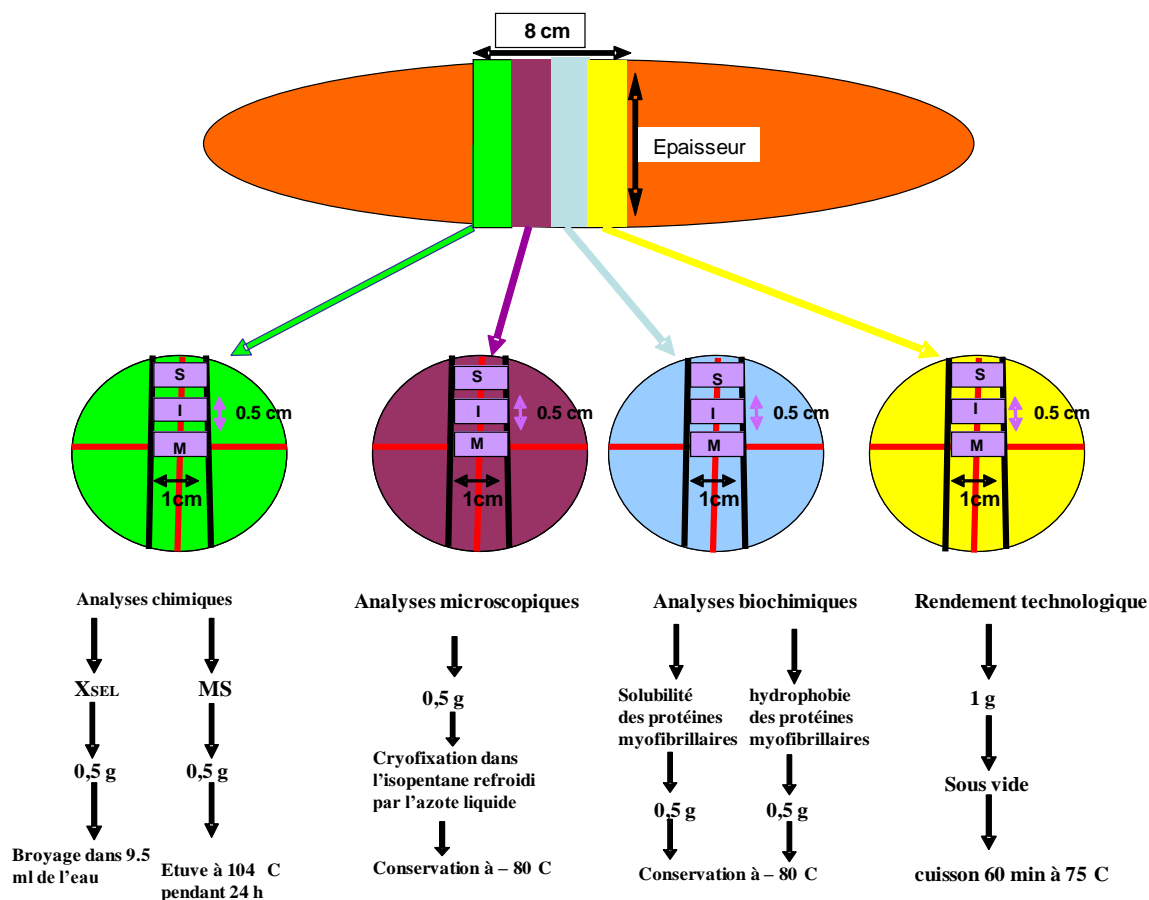 8 cm
Epaisseur
S
I
M
0.5 cm
1cm
S
I
M
0.5 cm
1cm
S
I
M
0.5 cm
1cm
S
I
M
0.5 cm
1cm
Analyses chimiques
XSEL
0,5 g
Broyage dans 9.5
ml de l’eau
MS
0,5 g
Etuve à 104 C
pendant 24 h
Analyses microscopiques
0,5 g
Cryofixation dans
l’isopentane refroidi
par l’azote liquide
Conservation à – 80 C
Analyses biochimiques
Solubilité
des protéines
myofibrillaires
0,5 g
hydrophobie
des protéines
myofibrillaires
0,5 g
Conservation à – 80 C
Rendement technologique
1 g
Sous vide
cuisson 60 min à 75 C